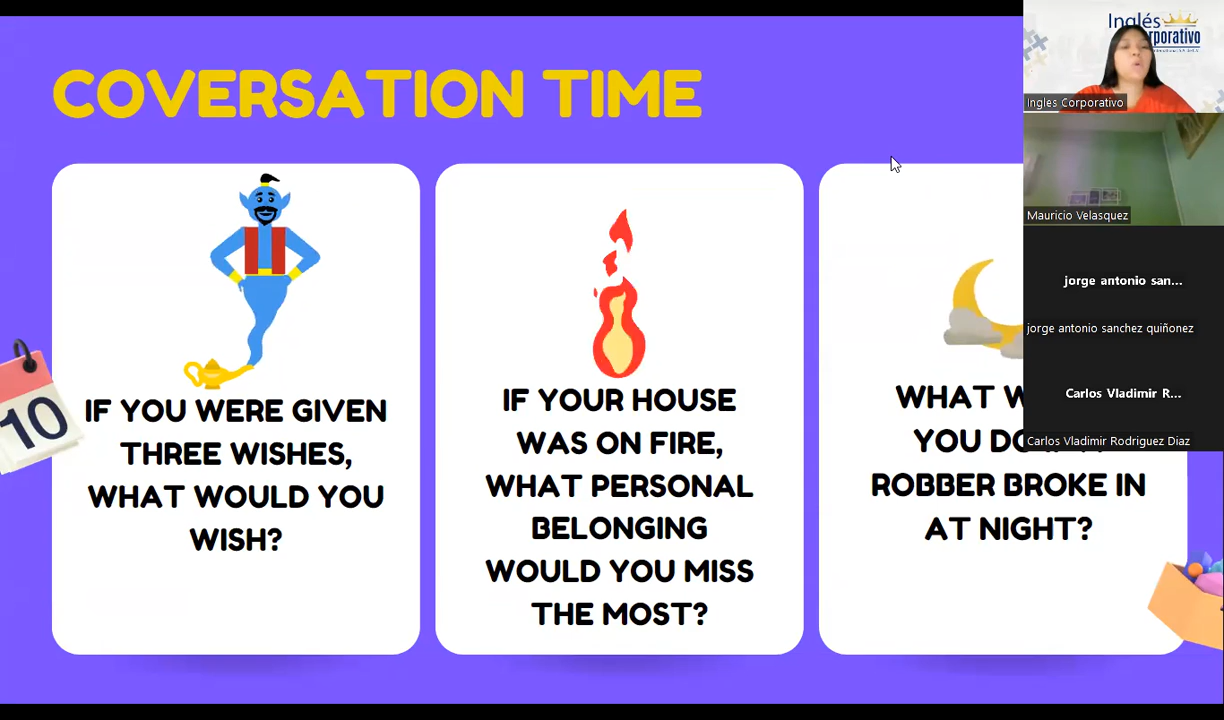 COVERSATION TIME
10
IF YOU WERE GIVEN
THREE WISHES,
WHAT WOULD YOU
WISH?
IF YOUR HOUSE
WAS ON FIRE,
WHAT PERSONAL
BELONGING
WOULD YOU MISS
THE MOST?
WHAT
YOU DO
ROBBER BROKE IN
AT NIGHT?
Inglés
Corporativo
Ingles Corporativo
Mauricio Velasquez
jorge antonio san...
jorge antonio sanchez quiñonez
Carlos Vladimir R...
Carlos Vladimir Rodriguez Diaz